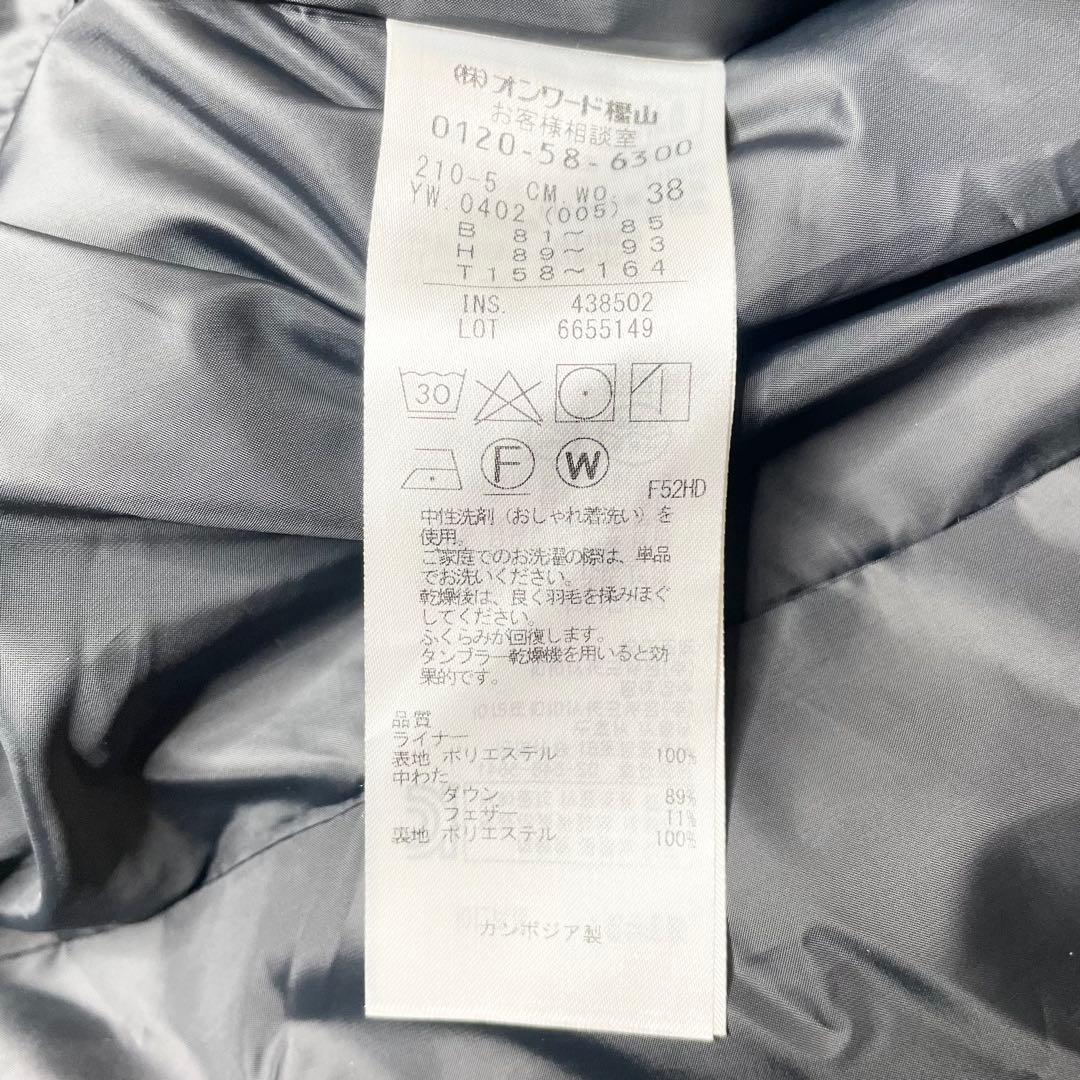 (株)オンワード樫山
お客様相談室
0120-58-6300
210-5 CM.WO. 38
YW.0402 (005)
B 81～ 85
H 89～ 93
T158～164
INS. 438502
LOT 6655149
30
F W
F52HD
中性洗剤（おしゃれ着洗い）を
使用。
ご家庭でのお洗濯の際は、単品
でお洗いください。
乾燥後は、良く羽毛を揉みほぐ
してください。
ふくらみが回復します。
タンブラー乾燥機を用いると効
果的です。
品質
ライナー
表地 ポリエステル 100%
中わた
ダウン 89%
フェザー 11%
裏地 ポリエステル 100%
カンボジア製